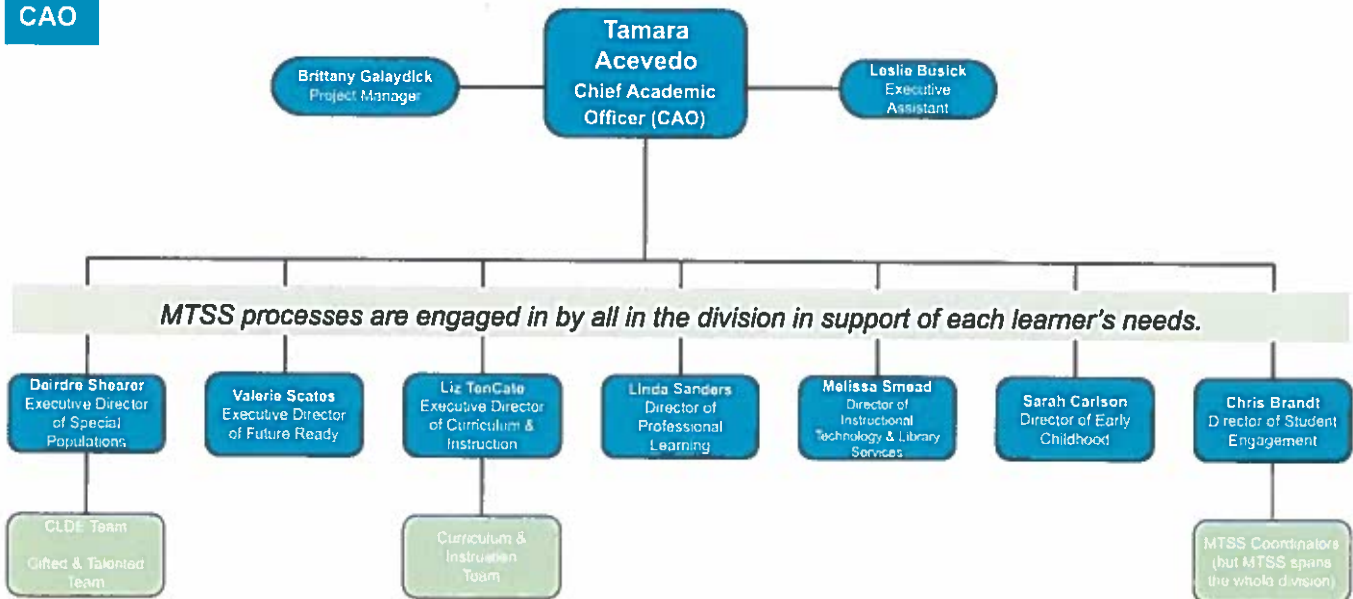 CAO
Tamara
Acevedo
Chief Academic
Officer (CAO)
Brittany Galaydick
Project Manager
Leslie Busick
Executive
Assistant
MTSS processes are engaged in by all in the division in support of each learner's needs.
Deirdre Shearer
Executive Director
of Special
Populations
Valerie Scates
Executive Director
of Future Ready
Liz TenCate
Executive Director
of Curriculum &
Instruction
Linda Sanders
Director of
Professional
Learning
Melissa Smead
Director of
Instructional
Technology & Library
Services
Sarah Carlson
Director of Early
Childhood
Chris Brandt
Director of Student
Engagement
CLDE Team
Gifted & Talented
Team
Curriculum &
Instruction
Team
MTSS Coordinators
(but MTSS spans
the whole division)